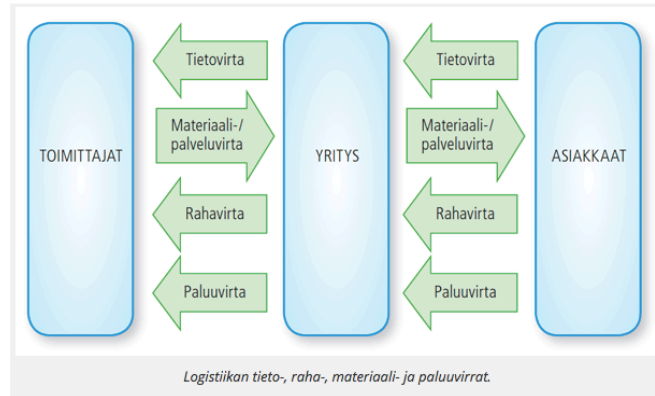 Tietovirta
Tietovirta
Materiaali-/
palveluvirta
Materiaali-/
palveluvirta
TOIMITTAJAT
YRITYS
ASIAKKAAT
Rahavirta
Rahavirta
Paluuvirta
Paluuvirta
Logistiikan tieto-, raha-, materiaali- ja paluuvirrat.